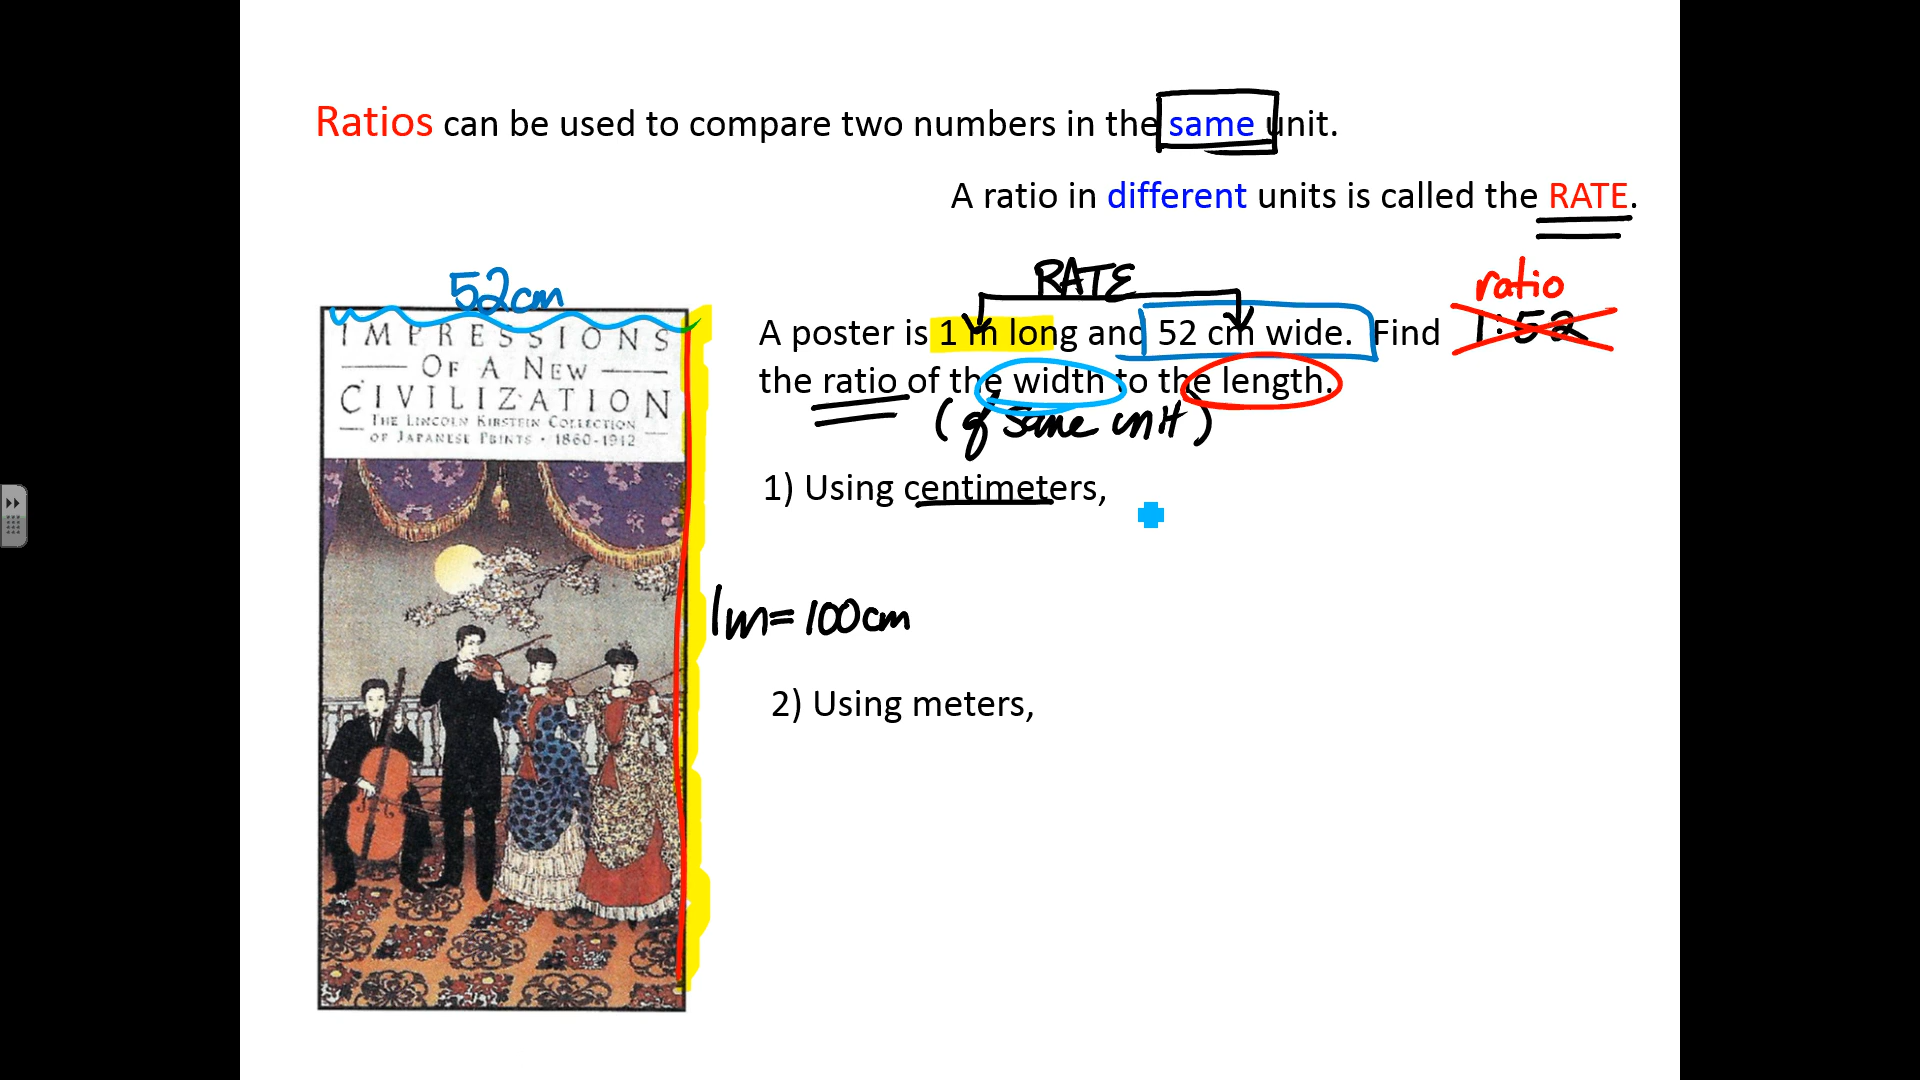 Ratios can be used to compare two numbers in the same unit.
A ratio in different units is called the RATE.
RATE
ratio
52cm
A poster is 1 m long and 52 cm wide. Find
1:52
the ratio of the width to the length.
(of same unit)
IMPRESSIONS
OF A NEW
CIVILIZATION
THE LINCOLN KIRSTEIN COLLECTION
OF JAPANESE PRINTS · 1860-1912
1) Using centimeters,
1m = 100cm
2) Using meters,